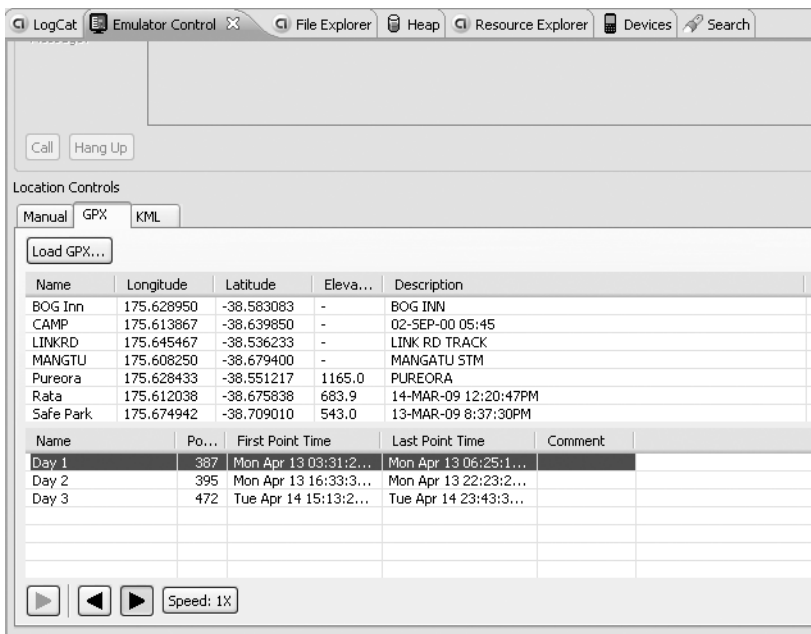 LogCat Emulator Control File Explorer Heap Resource Explorer Devices Search
Call Hang Up
Location Controls
Manual GPX KML
Load GPX...
Name Longitude Latitude Eleva... Description
BOG Inn 175.628950 -38.583083 - BOG INN
CAMP 175.613867 -38.639850 - 02-SEP-00 05:45
LINKRD 175.645467 -38.536233 - LINK RD TRACK
MANGTU 175.608250 -38.679400 - MANGATU STM
Pureora 175.628433 -38.551217 1165.0 PUREORA
Rata 175.612038 -38.675838 683.9 14-MAR-09 12:20:47PM
Safe Park 175.674942 -38.709010 543.0 13-MAR-09 8:37:30PM
Name Po... First Point Time Last Point Time Comment
Day 1 387 Mon Apr 13 03:31:2... Mon Apr 13 06:25:1...
Day 2 395 Mon Apr 13 16:33:3... Mon Apr 13 22:23:2...
Day 3 472 Tue Apr 14 15:13:2... Tue Apr 14 23:43:3...
Speed: 1X